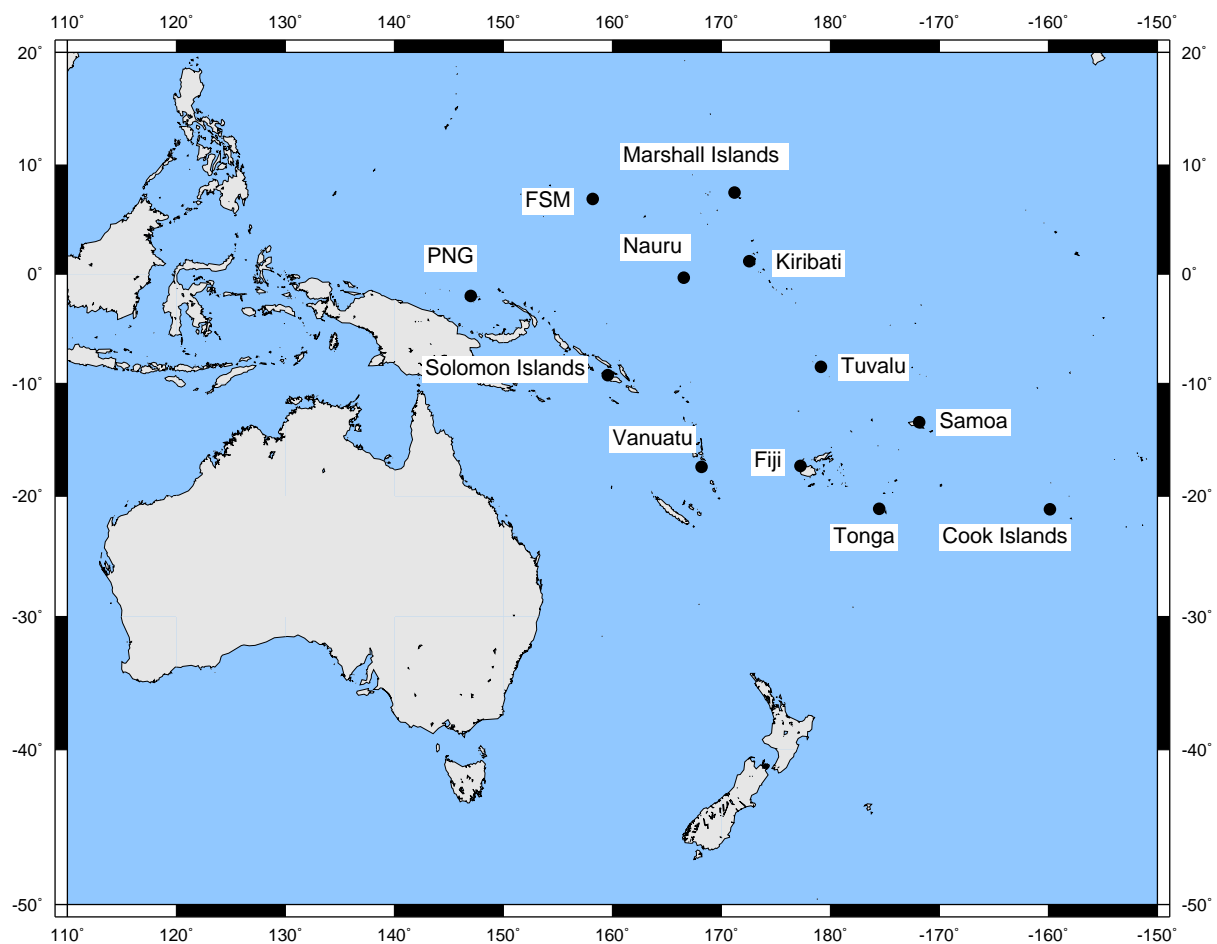 110˚ 120˚ 130˚ 140˚ 150˚ 160˚ 170˚ 180˚ -170˚ -160˚ -150˚
20˚ 20˚
10˚ 10˚
Marshall Islands
FSM
Nauru
PNG
Kiribati
0˚ 0˚
Solomon Islands
Tuvalu
-10˚ -10˚
Samoa
Vanuatu
Fiji
-20˚ -20˚
Tonga
Cook Islands
-30˚ -30˚
-40˚ -40˚
-50˚ -50˚
110˚ 120˚ 130˚ 140˚ 150˚ 160˚ 170˚ 180˚ -170˚ -160˚ -150˚